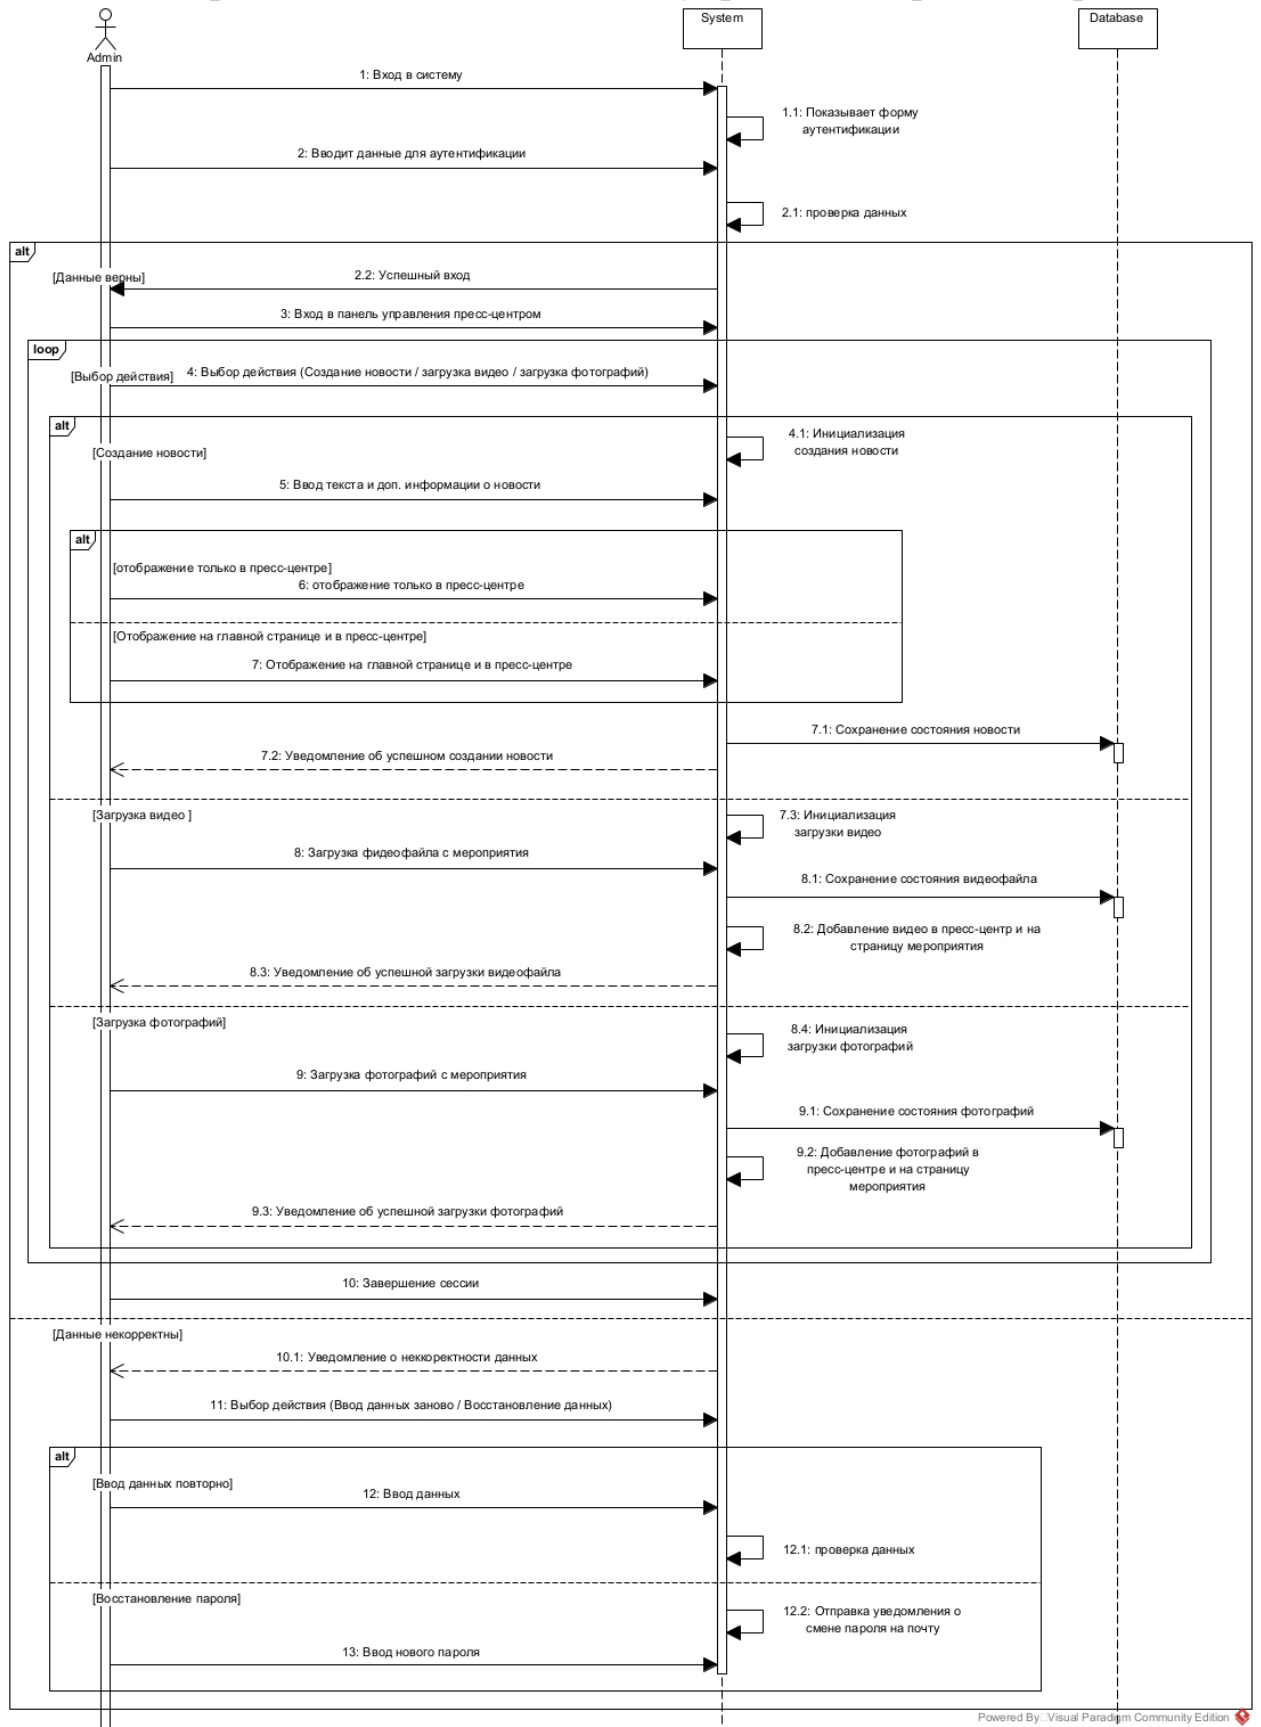 System
Database
Admin
1: Вход в систему
1.1: Показывает форму
аутентификации
2: Вводит данные для аутентификации
2.1: проверка данных
alt
[Данные верны]
2.2: Успешный вход
3: Вход в панель управления пресс-центром
loop
[Выбор действия]
4: Выбор действия (Создание новости / загрузка видео / загрузка фотографий)
alt
4.1: Инициализация
создания новости
[Создание новости]
5: Ввод текста и доп. информации о новости
alt
[отображение только в пресс-центре]
6: отображение только в пресс-центре
[Отображение на главной странице и в пресс-центре]
7: Отображение на главной странице и в пресс-центре
7.1: Сохранение состояния новости
7.2: Уведомление об успешном создании новости
[Загрузка видео ]
7.3: Инициализация
загрузки видео
8: Загрузка фидеофайла с мероприятия
8.1: Сохранение состояния видеофайла
8.2: Добавление видео в пресс-центр и на
страницу мероприятия
8.3: Уведомление об успешной загрузки видеофайла
[Загрузка фотографий]
8.4: Инициализация
загрузки фотографий
9: Загрузка фотографий с мероприятия
9.1: Сохранение состояния фотографий
9.2: Добавление фотографий в
пресс-центре и на страницу
мероприятия
9.3: Уведомление об успешной загрузки фотографий
10: Завершение сессии
[Данные некорректны]
10.1: Уведомление о неккоректности данных
11: Выбор действия (Ввод данных заново / Восстановление данных)
alt
[Ввод данных повторно]
12: Ввод данных
12.1: проверка данных
[Восстановление пароля]
12.2: Отправка уведомления о
смене пароля на почту
13: Ввод нового пароля
Powered By Visual Paradigm Community Edition